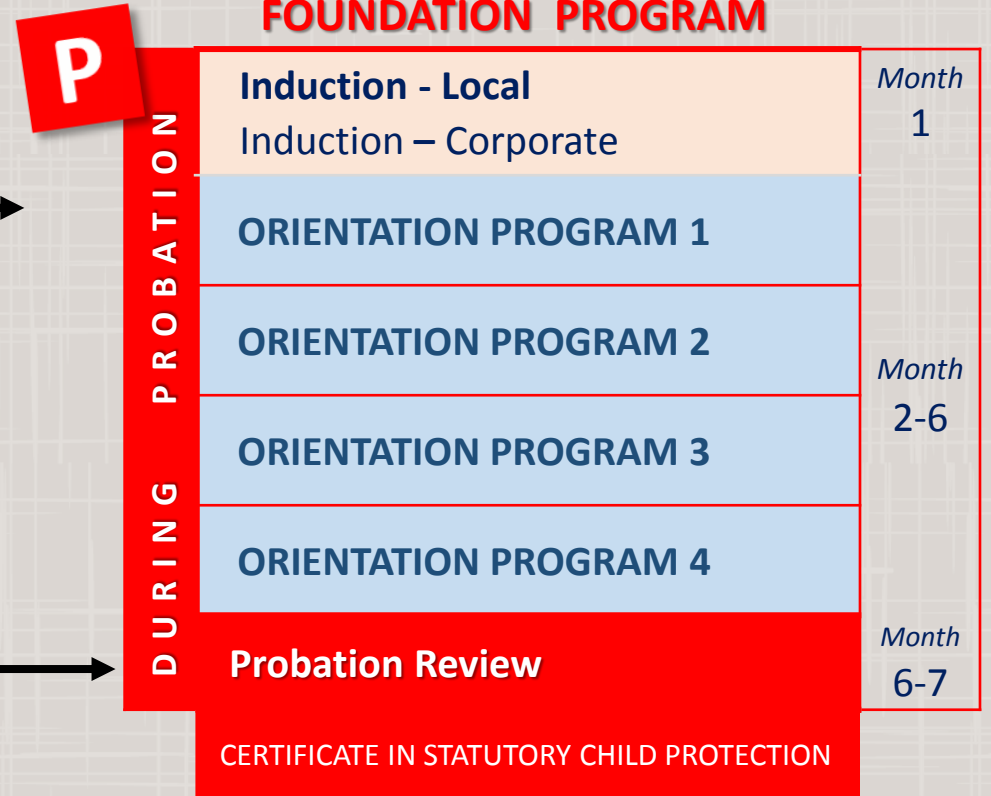 FOUNDATION PROGRAM
P
DURING PROBATION
Induction - Local
Induction – Corporate
Month
1
ORIENTATION PROGRAM 1
ORIENTATION PROGRAM 2
ORIENTATION PROGRAM 3
ORIENTATION PROGRAM 4
Month
2-6
Probation Review
Month
6-7
CERTIFICATE IN STATUTORY CHILD PROTECTION